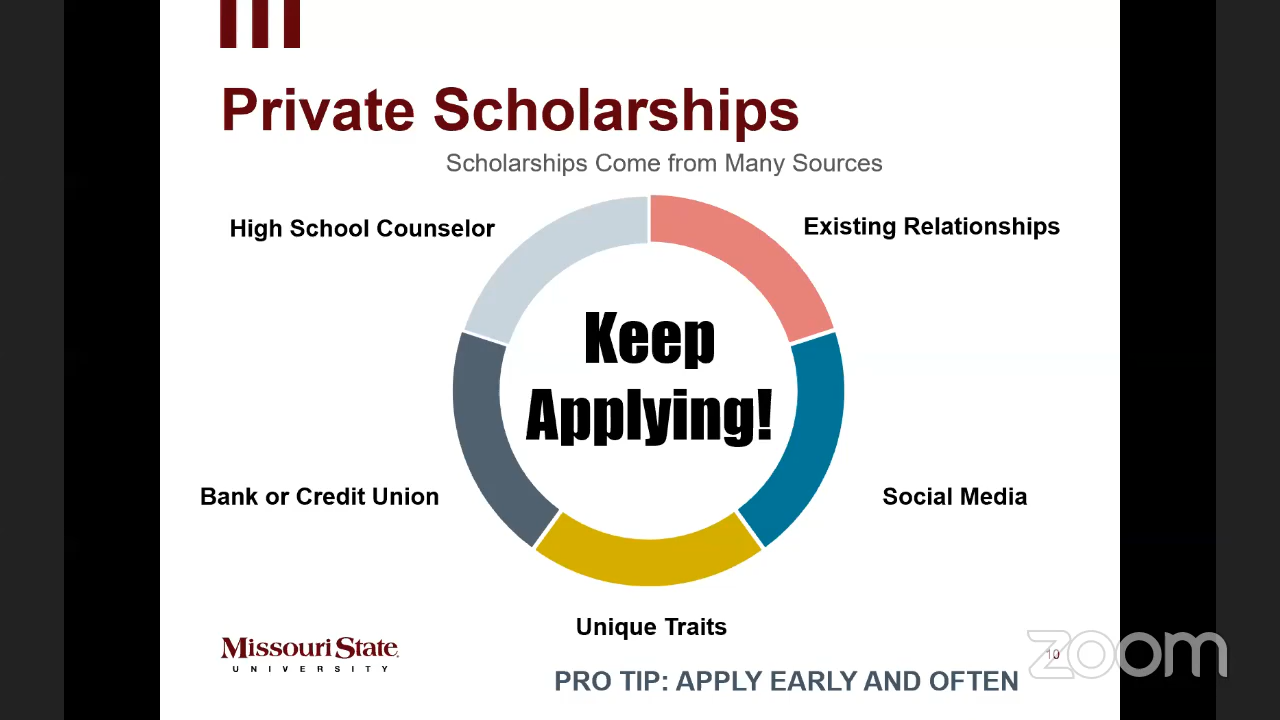 Private Scholarships
Scholarships Come from Many Sources
High School Counselor
Existing Relationships
Keep
Applying!
Bank or Credit Union
Social Media
Unique Traits
Missouri State
UNIVERSITY
PRO TIP: APPLY EARLY AND OFTEN
10
zoom